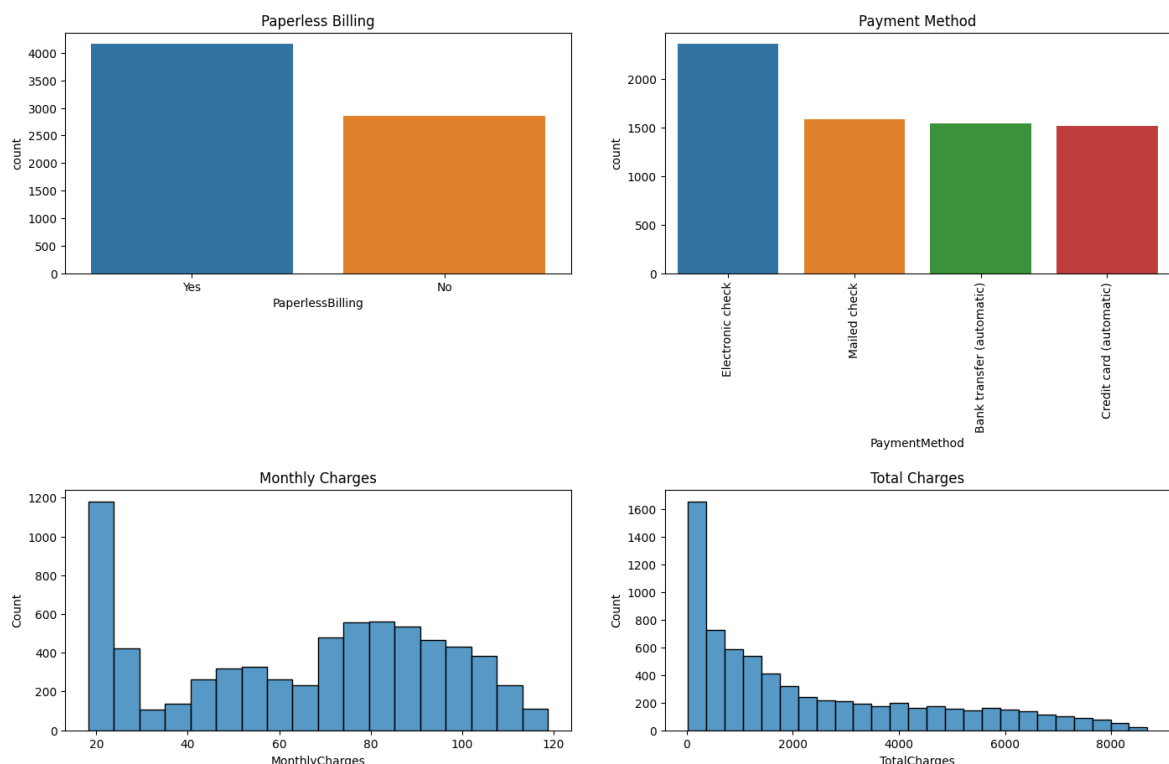 Paperless Billing
4000
3500
3000
2500
2000
1500
1000
500
0
count
Yes No
PaperlessBilling
Payment Method
2000
1500
1000
500
0
count
Electronic check
Mailed check
Bank transfer (automatic)
Credit card (automatic)
PaymentMethod
Monthly Charges
1200
1000
800
600
400
200
0
Count
20 40 60 80 100 120
MonthlyCharges
Total Charges
1600
1400
1200
1000
800
600
400
200
0
Count
0 2000 4000 6000 8000
TotalCharges